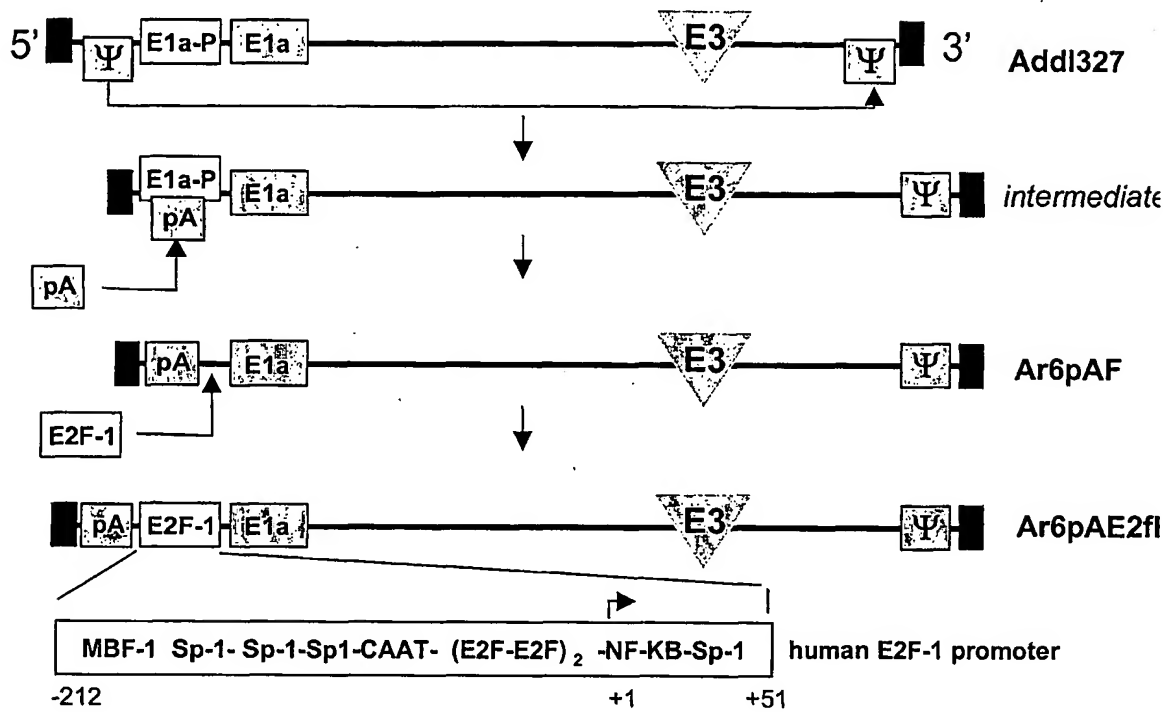 5' Ψ E1a-P E1a E3 Ψ 3' Addl327
E1a-P E1a E3 Ψ intermediate
pA
pA
pA E1a E3 Ψ Ar6pAF
E2F-1
pA E2F-1 E1a E3 Ψ
MBF-1 Sp-1- Sp-1-Sp1-CAAT- (E2F-E2F) 2 -NF-KB-Sp-1 human E2F-1 promoter
-212 +1 +51